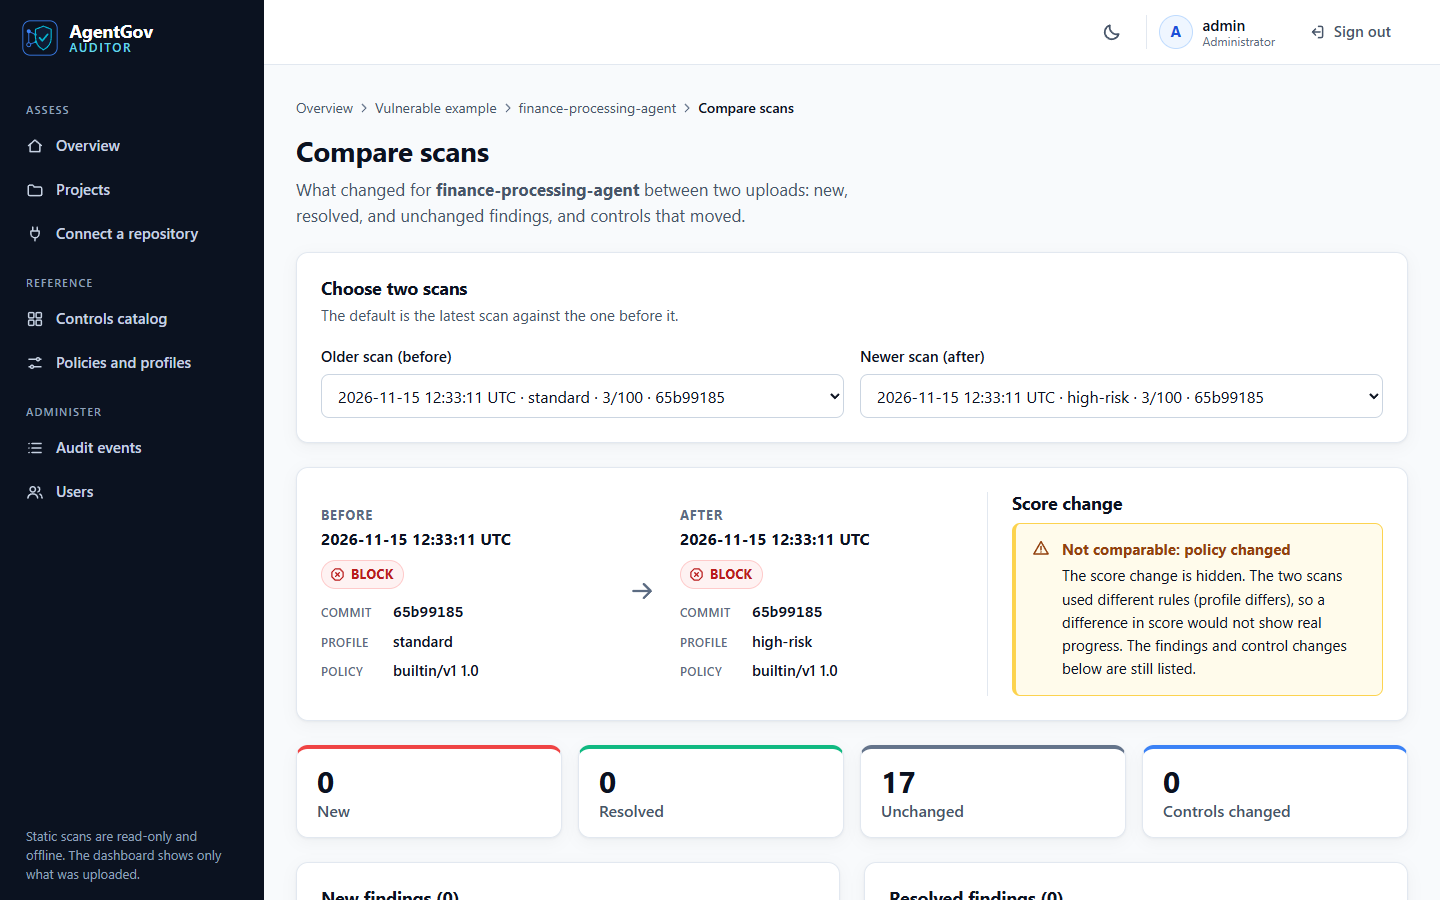 AgentGov
AUDITOR
ASSESS
Overview
Projects
Connect a repository
REFERENCE
Controls catalog
Policies and profiles
ADMINISTER
Audit events
Users
Static scans are read-only and
offline. The dashboard shows only
what was uploaded.
A
admin
Administrator
Sign out
Overview > Vulnerable example > finance-processing-agent > Compare scans
Compare scans
What changed for finance-processing-agent between two uploads: new,
resolved, and unchanged findings, and controls that moved.
Choose two scans
The default is the latest scan against the one before it.
Older scan (before)
2026-11-15 12:33:11 UTC · standard · 3/100 · 65b99185
Newer scan (after)
2026-11-15 12:33:11 UTC · high-risk · 3/100 · 65b99185
BEFORE
2026-11-15 12:33:11 UTC
BLOCK
COMMIT 65b99185
PROFILE standard
POLICY builtin/v1 1.0
AFTER
2026-11-15 12:33:11 UTC
BLOCK
COMMIT 65b99185
PROFILE high-risk
POLICY builtin/v1 1.0
Score change
Not comparable: policy changed
The score change is hidden. The two scans
used different rules (profile differs), so a
difference in score would not show real
progress. The findings and control changes
below are still listed.
0
New
0
Resolved
17
Unchanged
0
Controls changed
New findings (0)
Resolved findings (0)